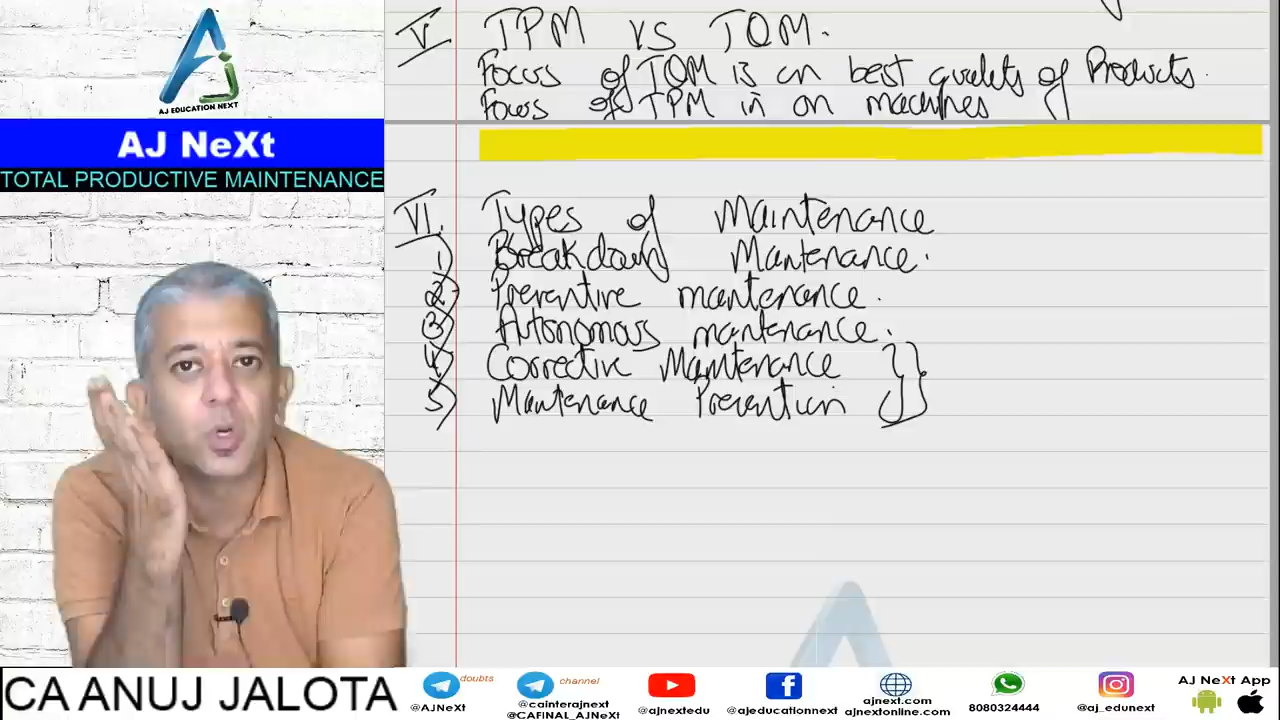 AJ EDUCATION NEXT
AJ NeXt
TOTAL PRODUCTIVE MAINTENANCE
V. TPM VS TQM.
Focus of TQM is on best quality of Products.
Focus of TPM is on machines
VI. Types of Maintenance
1) Breakdown Maintenance.
2) Preventive maintenance.
3) Autonomous maintenance.
4) Corrective Maintenance
5) Maintenance Prevention
CA ANUJ JALOTA
doubts
@AJNeXt
channel
@cainterajnext
@CAFINAL_AJNeXt
@ajnextedu
@ajeducationnext
ajnext.com
ajnextonline.com
8080324444
@aj_edunext
AJ NeXt App